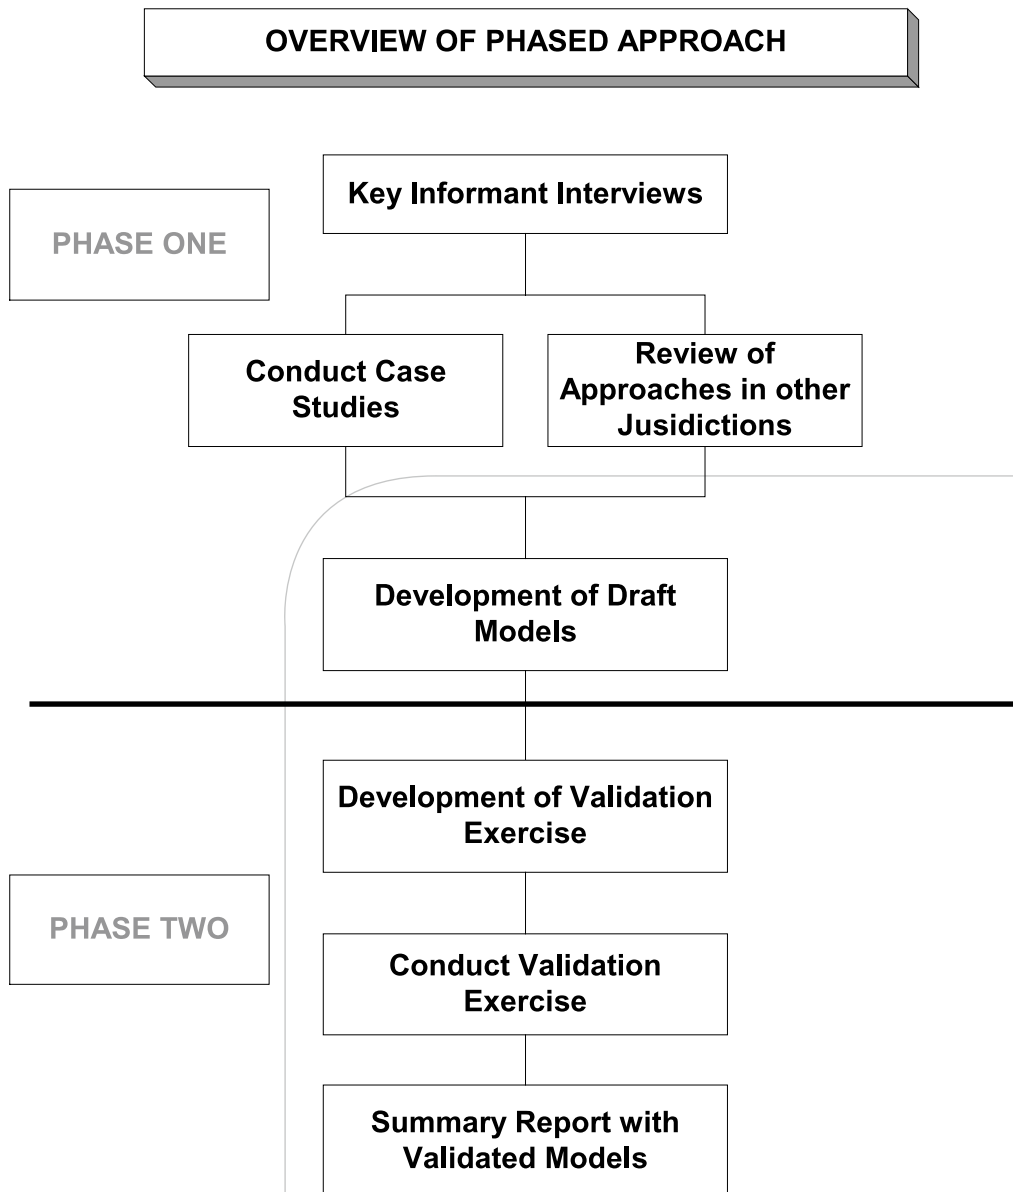 OVERVIEW OF PHASED APPROACH
Key Informant Interviews
PHASE ONE
Conduct Case
Studies
Review of
Approaches in other
Jusidictions
Development of Draft
Models
Development of Validation
Exercise
PHASE TWO
Conduct Validation
Exercise
Summary Report with
Validated Models